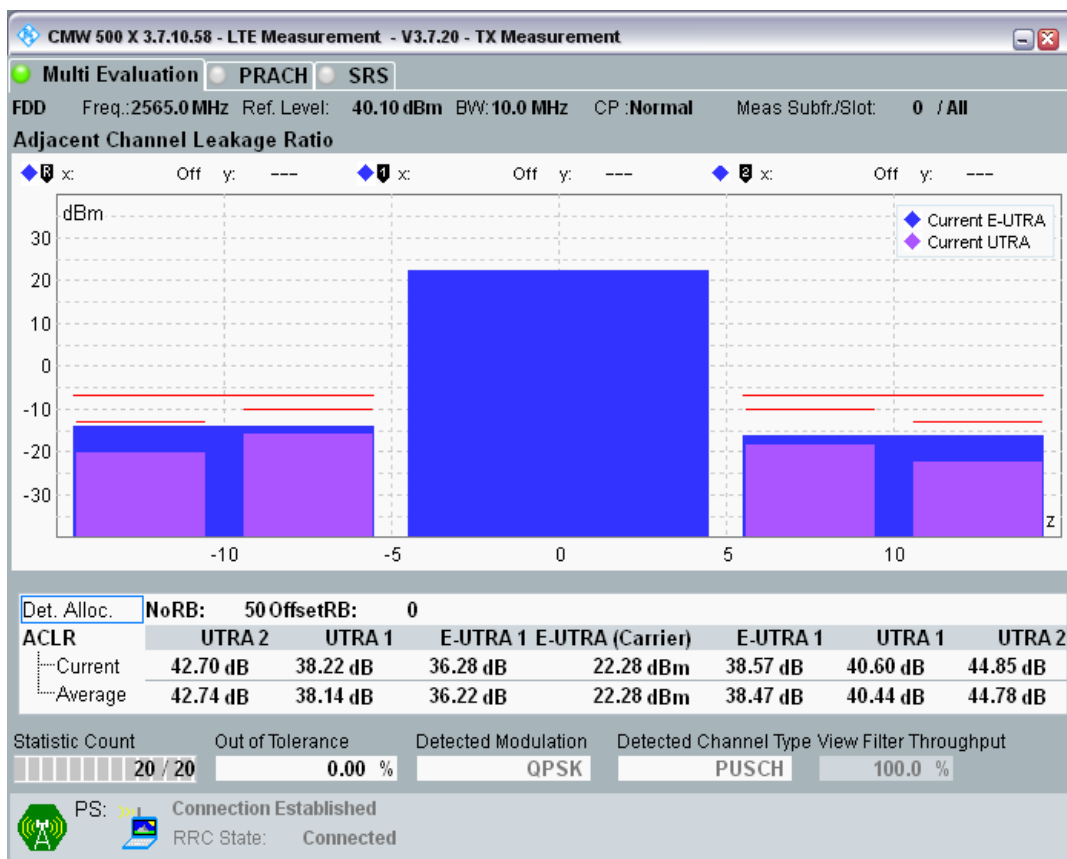 CMW 500 X 3.7.10.58 - LTE Measurement - V3.7.20 - TX Measurement
Multi Evaluation PRACH SRS
FDD Freq.:2565.0 MHz Ref. Level: 40.10 dBm BW:10.0 MHz CP :Normal Meas Subfr./Slot: 0 / All
Adjacent Channel Leakage Ratio
R x: Off y: --- 1 x: Off y: --- 2 x: Off y: ---
dBm
Current E-UTRA
Current UTRA
30
20
10
0
-10
-20
-30
z
-10 -5 0 5 10
Det. Alloc. NoRB: 50 OffsetRB: 0
ACLR UTRA 2 UTRA 1 E-UTRA 1 E-UTRA (Carrier) E-UTRA 1 UTRA 1 UTRA 2
Current 42.70 dB 38.22 dB 36.28 dB 22.28 dBm 38.57 dB 40.60 dB 44.85 dB
Average 42.74 dB 38.14 dB 36.22 dB 22.28 dBm 38.47 dB 40.44 dB 44.78 dB
Statistic Count Out of Tolerance Detected Modulation Detected Channel Type View Filter Throughput
20 / 20 0.00 % QPSK PUSCH 100.0 %
PS: Connection Established
RRC State: Connected